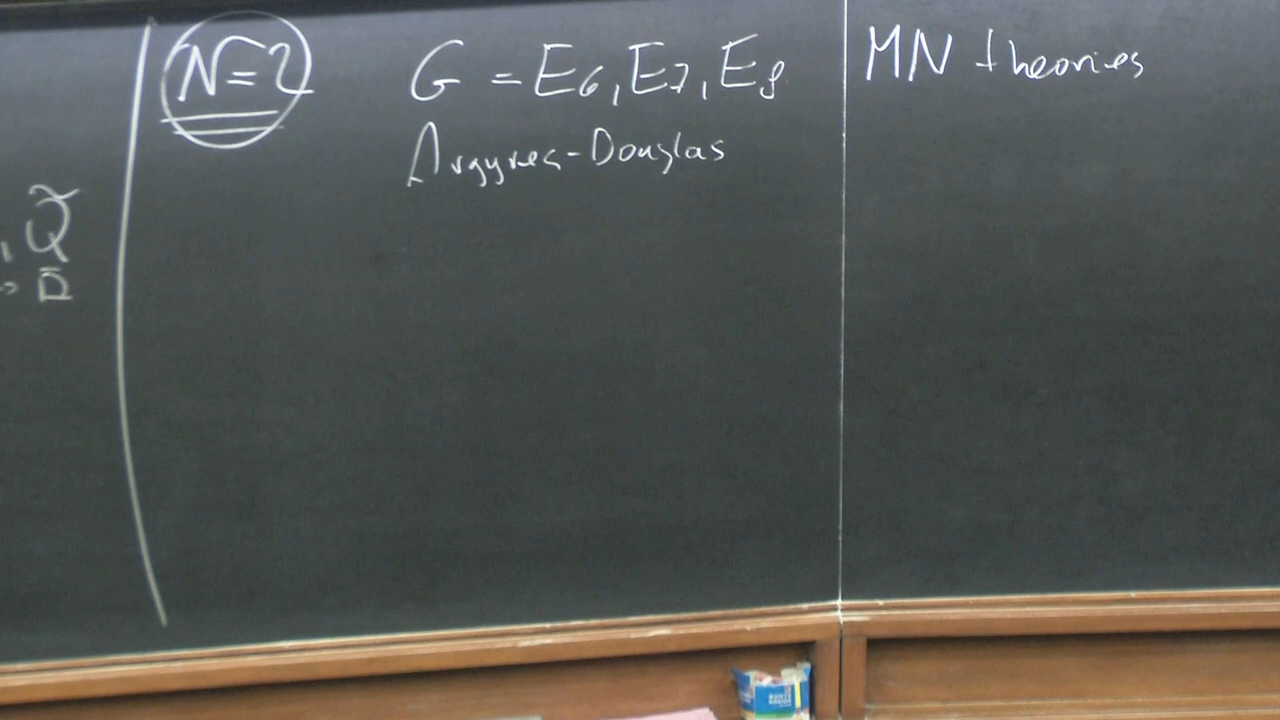 N=2 G = E6, E7, E8 MN theories
Argyres-Douglas
, Q̃
D̄